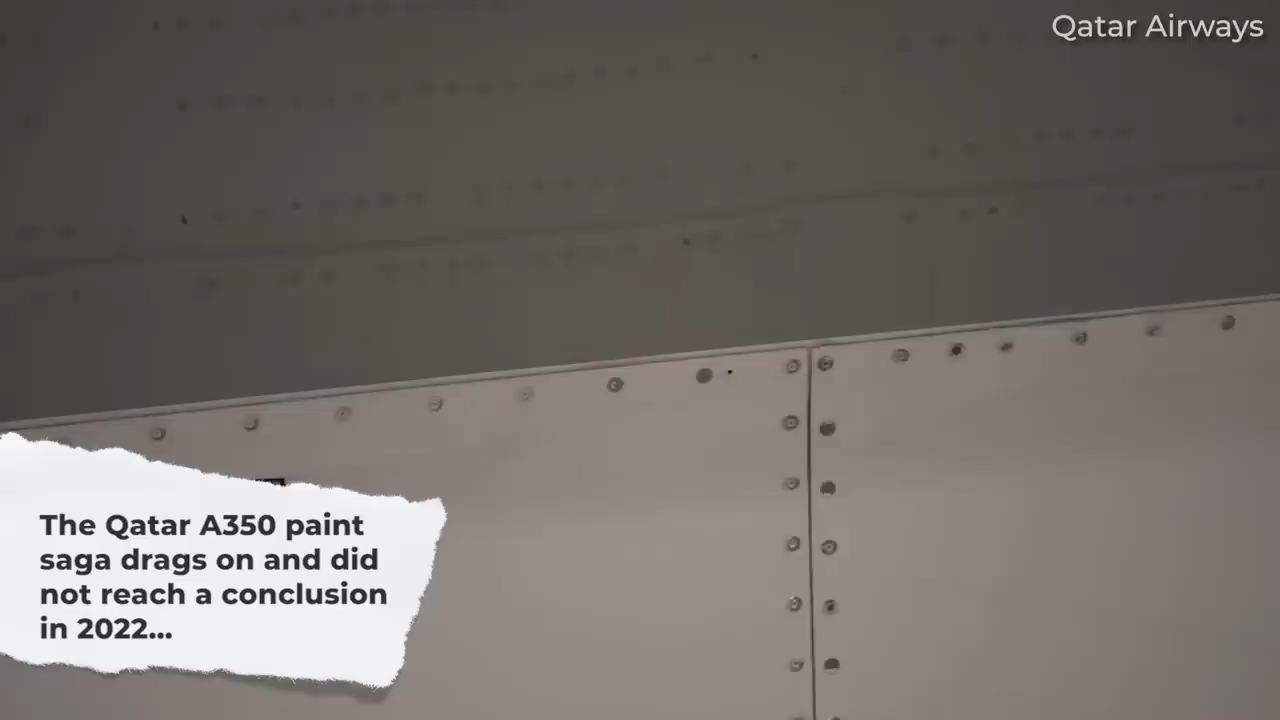 Qatar Airways
The Qatar A350 paint
saga drags on and did
not reach a conclusion
in 2022...